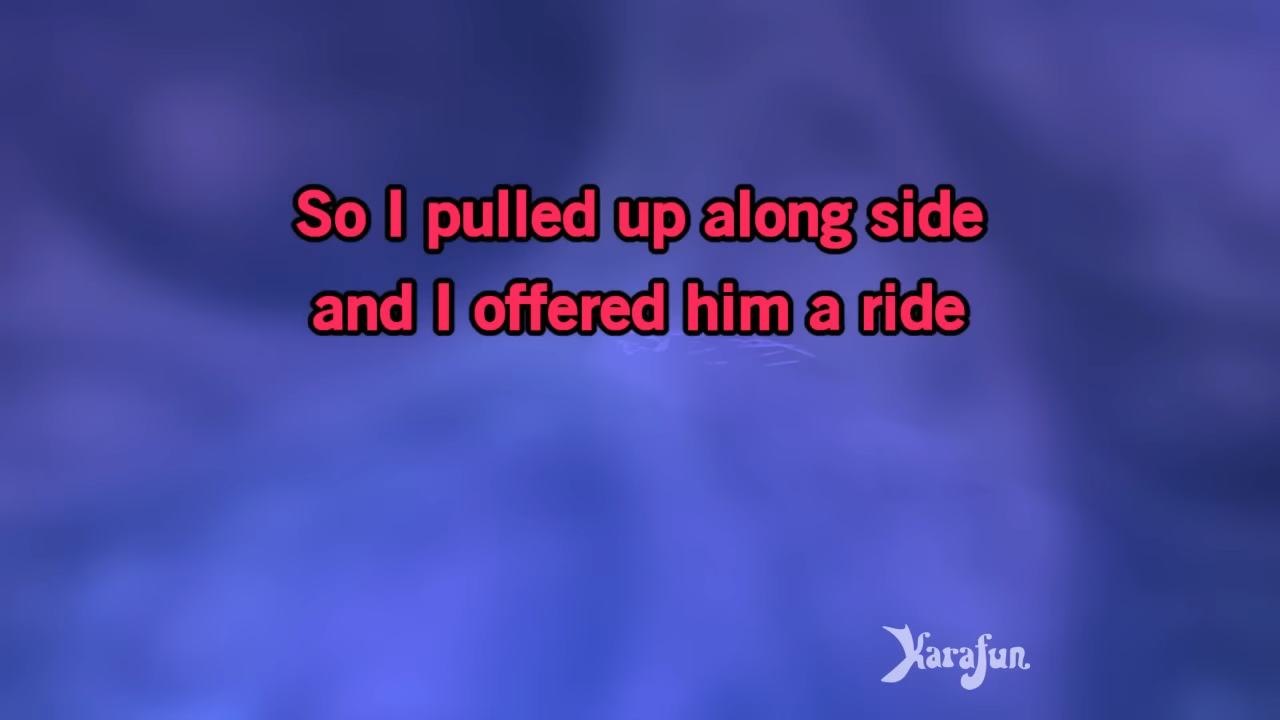 So I pulled up along side
and I offered him a ride
Karafun